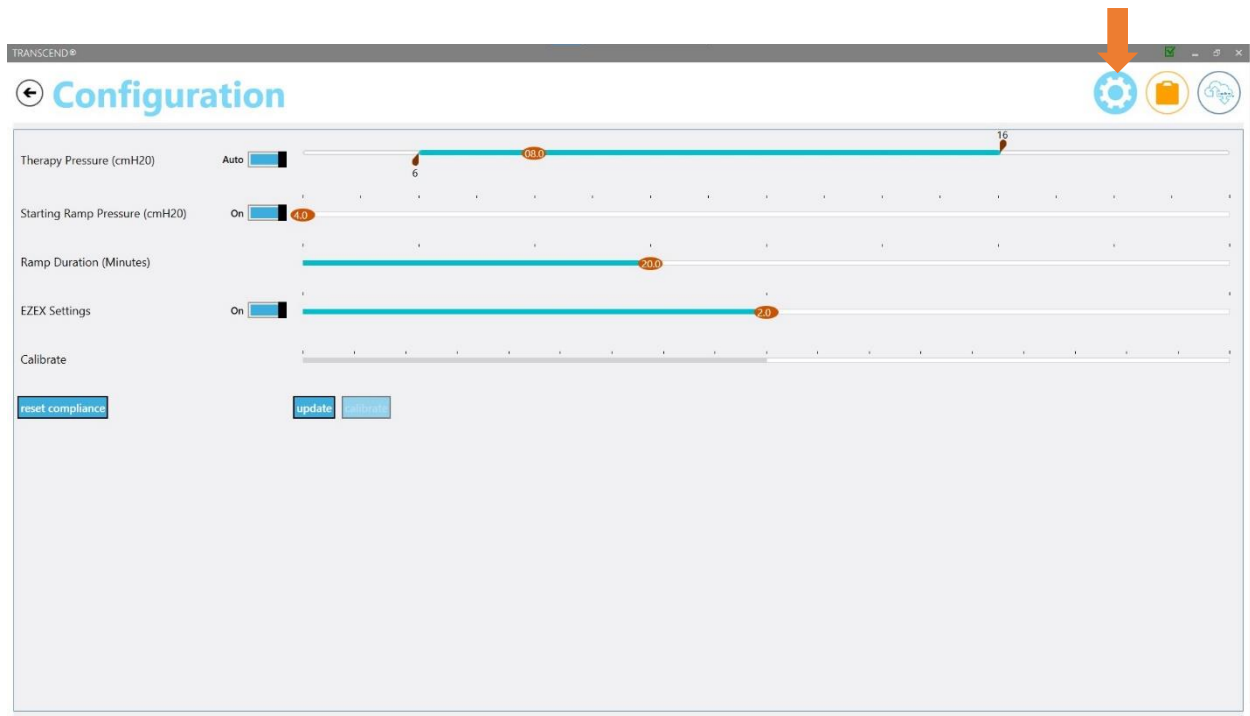 TRANSCEND®
Configuration
16
Therapy Pressure (cmH20) Auto 08.0
6
Starting Ramp Pressure (cmH20) On 4.0
Ramp Duration (Minutes) 20.0
EZEX Settings On 2.0
Calibrate
reset compliance update calibrate